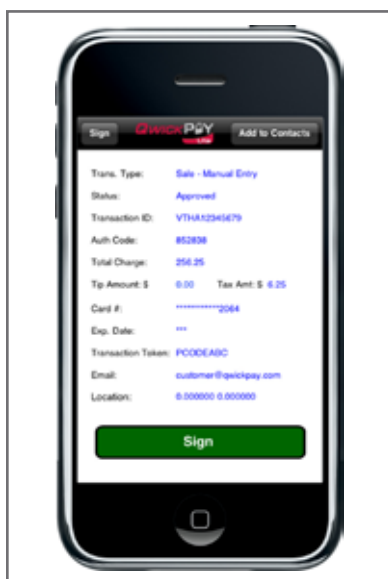 Sign QwickPAY Lite Add to Contacts
Trans. Type: Sale - Manual Entry
Status: Approved
Transaction ID: VTHA12345679
Auth Code: 852838
Total Charge: 256.25
Tip Amount: $ 0.00 Tax Amt: $ 6.25
Card #: ************2064
Exp. Date: ***
Transaction Token: PCODEABC
Email: customer@qwickpay.com
Location: 0.000000 0.000000
Sign